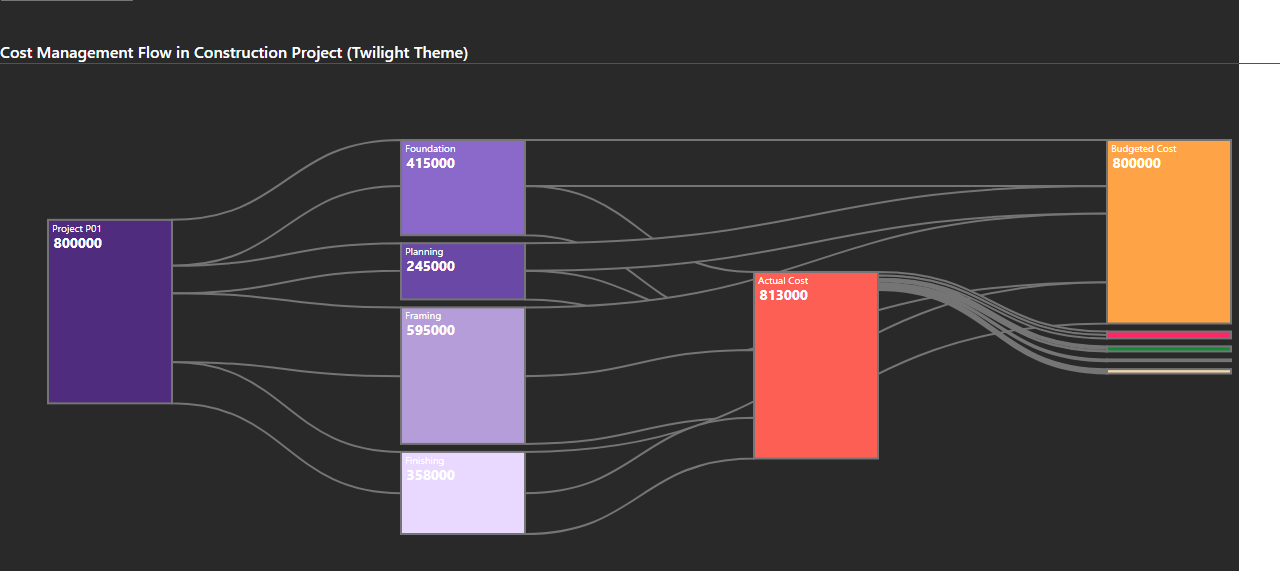 Cost Management Flow in Construction Project (Twilight Theme)
Project P01
800000
Foundation
415000
Planning
245000
Framing
595000
Finishing
358000
Actual Cost
813000
Budgeted Cost
800000